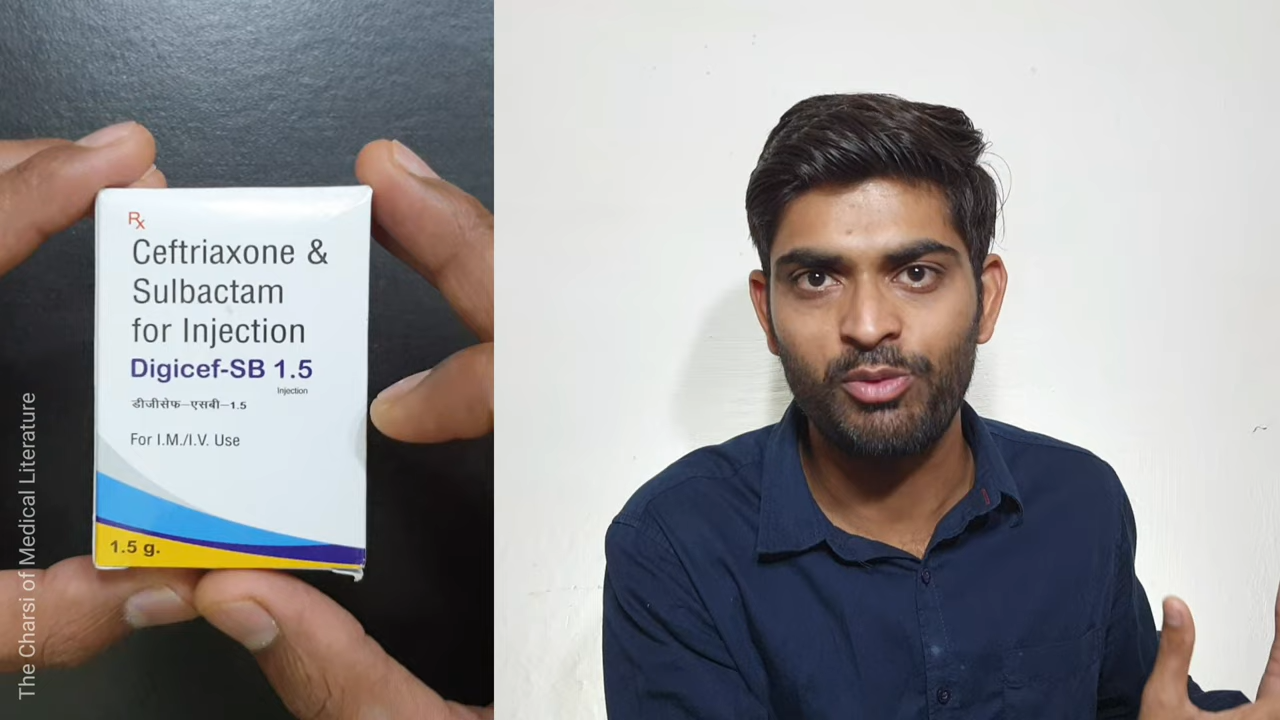 Rx
Ceftriaxone &
Sulbactam
for Injection
Digicef-SB 1.5
Injection
डीजीसेफ–एसबी–1.5
For I.M./I.V. Use
1.5 g.
The Charsi of Medical Literature